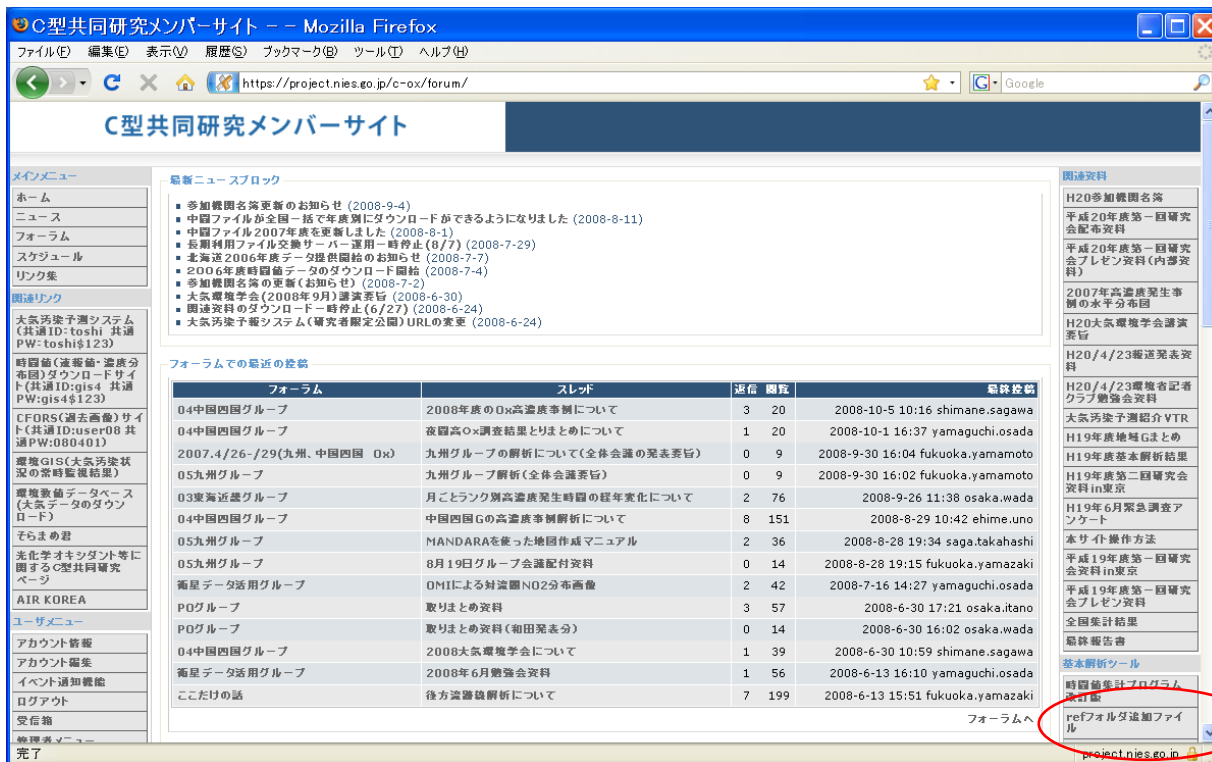 C型共同研究メンバーサイト - - Mozilla Firefox
ファイル(F) 編集(E) 表示(V) 履歴(S) ブックマーク(B) ツール(T) ヘルプ(H)
https://project.nies.go.jp/c-ox/forum/
Google
C型共同研究メンバーサイト
メインメニュー
ホーム
ニュース
フォーラム
スケジュール
リンク集
関連リンク
大気汚染予測システム
(共通ID:toshi 共通
PW:toshi$123)
時間値(速報値・濃度分
布図)ダウンロードサイ
ト(共通ID:gis4 共通
PW:gis4$123)
CFORS(過去画像)サイ
ト(共通ID:user08 共
通PW:080401)
環境GIS(大気汚染状
況の常時監視結果)
環境数値データベース
(大気データのダウン
ロード)
そらまめ君
光化学オキシダント等に
関するC型共同研究
ページ
AIR KOREA
ユーザメニュー
アカウント情報
アカウント編集
イベント通知機能
ログアウト
受信箱
管理者メニュー
最新ニュースブロック
参加機関名簿更新のお知らせ (2008-9-4)
中間ファイルが全国一括で年度別にダウンロードができるようになりました (2008-8-11)
中間ファイル2007年度を更新しました (2008-8-1)
長期利用ファイル交換サーバー運用一時停止(8/7) (2008-7-29)
北海道2006年度データ提供開始のお知らせ (2008-7-7)
2006年度時間値データのダウンロード開始 (2008-7-4)
参加機関名簿の更新(お知らせ) (2008-7-2)
大気環境学会(2008年9月)講演要旨 (2008-6-30)
関連資料のダウンロード一時停止(6/27) (2008-6-24)
大気汚染予報システム(研究者限定公開)URLの変更 (2008-6-24)
フォーラムでの最近の投稿
フォーラム スレッド 返信 閲覧 最終投稿
04中国四国グループ 2008年度のOx高濃度事例について 3 20 2008-10-5 10:16 shimane.sagawa
04中国四国グループ 夜間高Ox調査結果とりまとめについて 1 20 2008-10-1 16:37 yamaguchi.osada
2007.4/26-/29(九州、中国四国 Ox) 九州グループの解析について(全体会議の発表要旨) 0 9 2008-9-30 16:04 fukuoka.yamamoto
05九州グループ 九州グループ解析(全体会議要旨) 0 9 2008-9-30 16:02 fukuoka.yamamoto
03東海近畿グループ 月ごとランク別高濃度発生時間の経年変化について 2 76 2008-9-26 11:38 osaka.wada
04中国四国グループ 中国四国Gの高濃度事例解析について 8 151 2008-8-29 10:42 ehime.uno
05九州グループ MANDARAを使った地図作成マニュアル 2 36 2008-8-28 19:34 saga.takahashi
05九州グループ 8月19日グループ会議配付資料 0 14 2008-8-28 19:15 fukuoka.yamazaki
衛星データ活用グループ OMIによる対流圏NO2分布画像 2 42 2008-7-16 14:27 yamaguchi.osada
POグループ 取りまとめ資料 3 57 2008-6-30 17:21 osaka.itano
POグループ 取りまとめ資料(和田発表分) 0 14 2008-6-30 16:02 osaka.wada
04中国四国グループ 2008大気環境学会について 1 39 2008-6-30 10:59 shimane.sagawa
衛星データ活用グループ 2008年6月勉強会資料 1 56 2008-6-13 16:10 yamaguchi.osada
ここだけの話 後方流跡線解析について 7 199 2008-6-13 15:51 fukuoka.yamazaki
フォーラムへ
関連資料
H20参加機関名簿
平成20年度第一回研究
会配布資料
平成20年度第一回研究
会プレゼン資料(内部資
料)
2007年高濃度発生事
例の水平分布図
H20大気環境学会講演
要旨
H20/4/23報道発表資
料
H20/4/23環境省記者
クラブ勉強会資料
大気汚染予測紹介VTR
H19年度地域Gまとめ
H19年度基本解析結果
H19年度第二回研究会
資料in東京
H19年6月緊急調査ア
ンケート
本サイト操作方法
平成19年度第一回研究
会資料in東京
平成19年度第一回研究
会プレゼン資料
全国集計結果
最終報告書
基本解析ツール
時間値集計プログラム
改訂版
refフォルダ追加ファイ
ル
完了
project.nies.go.jp